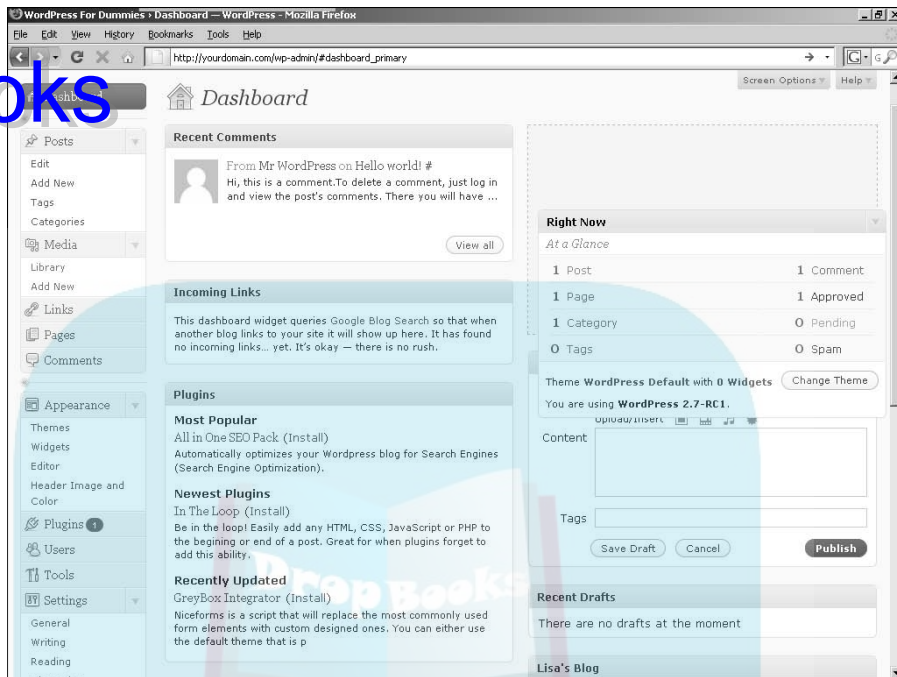 WordPress For Dummies › Dashboard — WordPress - Mozilla Firefox
File Edit View History Bookmarks Tools Help
http://yourdomain.com/wp-admin/#dashboard_primary
Screen Options
Help
Dashboard
Posts
Edit
Add New
Tags
Categories
Media
Library
Add New
Links
Pages
Comments
Appearance
Themes
Widgets
Editor
Header Image and
Color
Plugins 1
Users
Tools
Settings
General
Writing
Reading
Recent Comments
From Mr WordPress on Hello world! #
Hi, this is a comment.To delete a comment, just log in
and view the post's comments. There you will have ...
View all
Incoming Links
This dashboard widget queries Google Blog Search so that when
another blog links to your site it will show up here. It has found
no incoming links... yet. It's okay — there is no rush.
Plugins
Most Popular
All in One SEO Pack (Install)
Automatically optimizes your Wordpress blog for Search Engines
(Search Engine Optimization).
Newest Plugins
In The Loop (Install)
Be in the loop! Easily add any HTML, CSS, JavaScript or PHP to
the begining or end of a post. Great for when plugins forget to
add this ability.
Recently Updated
GreyBox Integrator (Install)
Niceforms is a script that will replace the most commonly used
form elements with custom designed ones. You can either use
the default theme that is p
Right Now
At a Glance
1 Post 1 Comment
1 Page 1 Approved
1 Category 0 Pending
0 Tags 0 Spam
Theme WordPress Default with 0 Widgets Change Theme
You are using WordPress 2.7-RC1.
Upload/Insert
Content
Tags
Save Draft Cancel Publish
Recent Drafts
There are no drafts at the moment
Lisa's Blog
oks
DropBooks